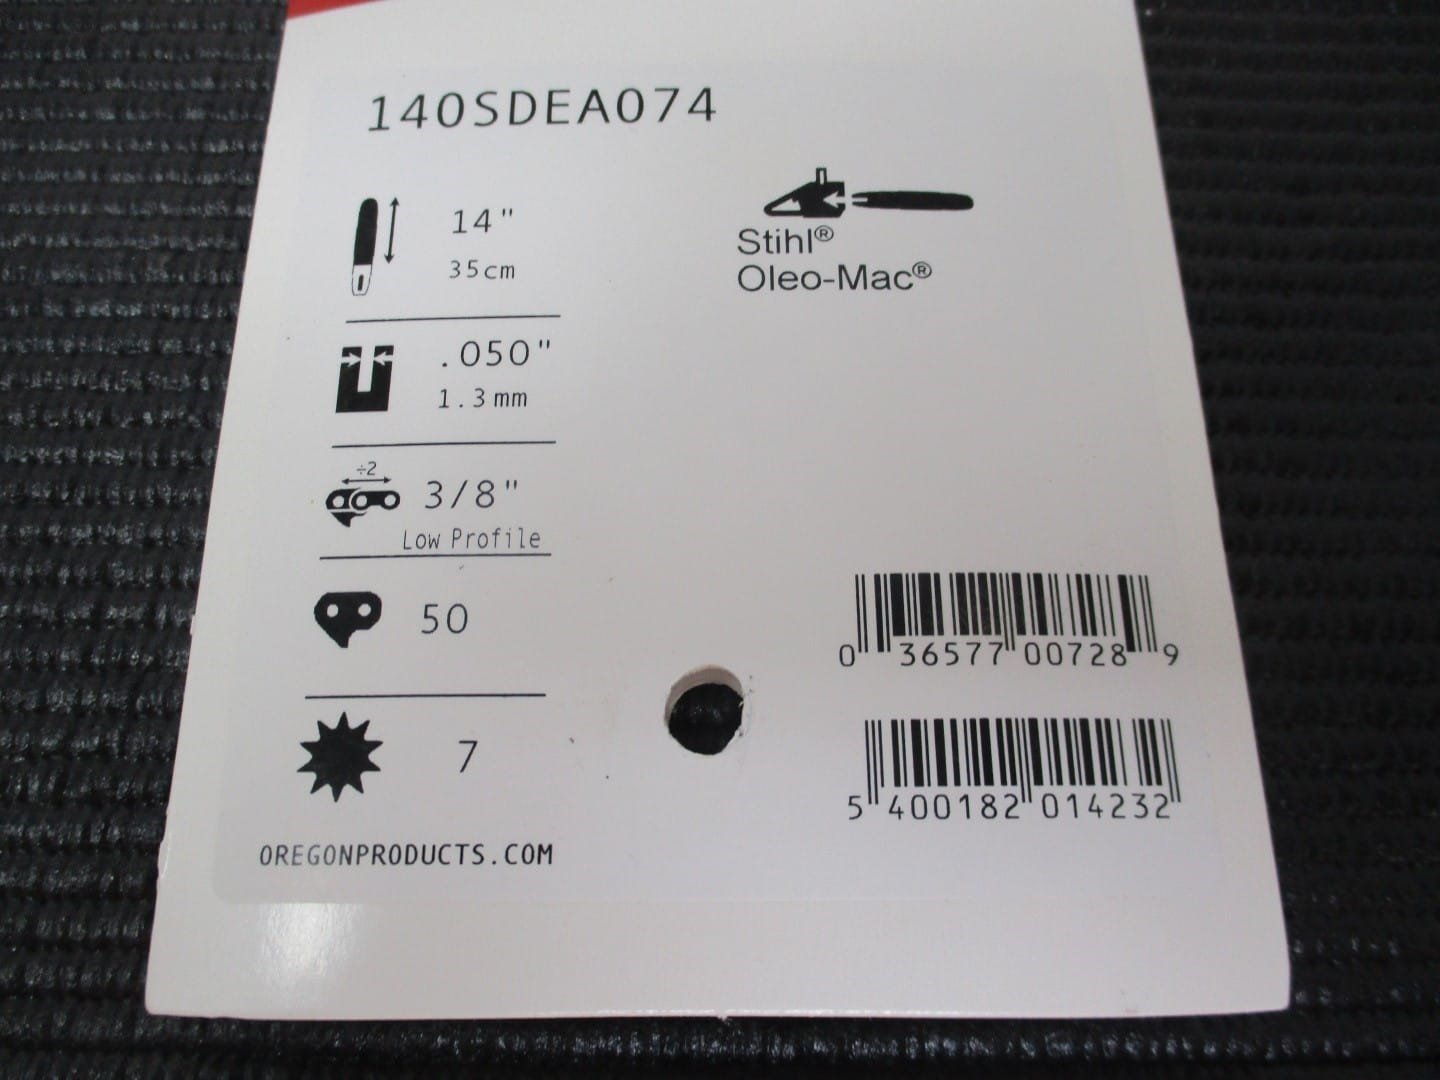 140SDEA074
14"
35cm
Stihl®
Oleo-Mac®
.050"
1.3mm
÷2
3/8"
Low Profile
50
7
0 36577 00728 9
5 400182 014232
OREGONPRODUCTS.COM